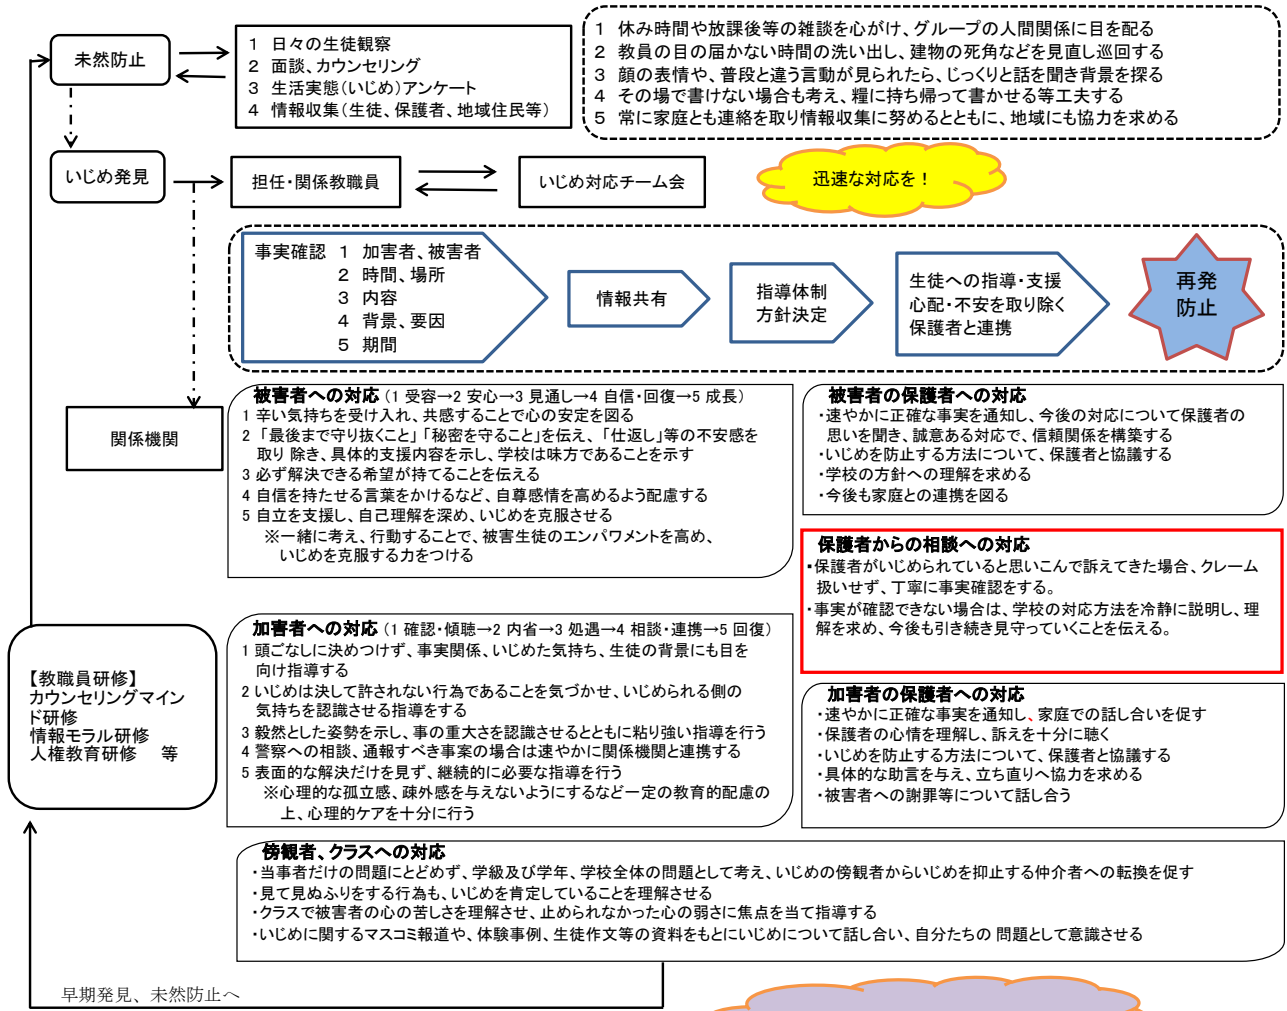 未然防止
1 日々の生徒観察
2 面談、カウンセリング
3 生活実態(いじめ)アンケート
4 情報収集(生徒、保護者、地域住民等)
1 休み時間や放課後等の雑談を心がけ、グループの人間関係に目を配る
2 教員の目の届かない時間の洗い出し、建物の死角などを見直し巡回する
3 顔の表情や、普段と違う言動が見られたら、じっくりと話を聞き背景を探る
4 その場で書けない場合も考え、糧に持ち帰って書かせる等工夫する
5 常に家庭とも連絡を取り情報収集に努めるとともに、地域にも協力を求める
いじめ発見
担任・関係教職員
いじめ対応チーム会
迅速な対応を！
事実確認 1 加害者、被害者
2 時間、場所
3 内容
4 背景、要因
5 期間
情報共有
指導体制
方針決定
生徒への指導・支援
心配・不安を取り除く
保護者と連携
再発
防止
関係機関
被害者への対応(1 受容→2 安心→3 見通し→4 自信・回復→5 成長)
1 辛い気持ちを受け入れ、共感することで心の安定を図る
2 「最後まで守り抜くこと」「秘密を守ること」を伝え、「仕返し」等の不安感を
取り 除き、具体的支援内容を示し、学校は味方であることを示す
3 必ず解決できる希望が持てることを伝える
4 自信を持たせる言葉をかけるなど、自尊感情を高めるよう配慮する
5 自立を支援し、自己理解を深め、いじめを克服させる
※一緒に考え、行動することで、被害生徒のエンパワメントを高め、
いじめを克服する力をつける
被害者の保護者への対応
・速やかに正確な事実を通知し、今後の対応について保護者の
思いを聞き、誠意ある対応で、信頼関係を構築する
・いじめを防止する方法について、保護者と協議する
・学校の方針への理解を求める
・今後も家庭との連携を図る
保護者からの相談への対応
・保護者がいじめられていると思いこんで訴えてきた場合、クレーム
扱いせず、丁寧に事実確認をする。
・事実が確認できない場合は、学校の対応方法を冷静に説明し、理
解を求め、今後も引き続き見守っていくことを伝える。
加害者への対応(1 確認・傾聴→2 内省→3 処遇→4 相談・連携→5 回復)
1 頭ごなしに決めつけず、事実関係、いじめた気持ち、生徒の背景にも目を
向け指導する
2 いじめは決して許されない行為であることを気づかせ、いじめられる側の
気持ちを認識させる指導をする
3 毅然とした姿勢を示し、事の重大さを認識させるとともに粘り強い指導を行う
4 警察への相談、通報すべき事案の場合は速やかに関係機関と連携する
5 表面的な解決だけを見ず、継続的に必要な指導を行う
※心理的な孤立感、疎外感を与えないようにするなど一定の教育的配慮の
上、心理的ケアを十分に行う
加害者の保護者への対応
・速やかに正確な事実を通知し、家庭での話し合いを促す
・保護者の心情を理解し、訴えを十分に聴く
・いじめを防止する方法について、保護者と協議する
・具体的な助言を与え、立ち直りへ協力を求める
・被害者への謝罪等について話し合う
【教職員研修】
カウンセリングマイン
ド研修
情報モラル研修
人権教育研修 等
傍観者、クラスへの対応
・当事者だけの問題にとどめず、学級及び学年、学校全体の問題として考え、いじめの傍観者からいじめを抑止する仲介者への転換を促す
・見て見ぬふりをする行為も、いじめを肯定していることを理解させる
・クラスで被害者の心の苦しさを理解させ、止められなかった心の弱さに焦点を当て指導する
・いじめに関するマスコミ報道や、体験事例、生徒作文等の資料をもとにいじめについて話し合い、自分たちの 問題として意識させる
早期発見、未然防止へ